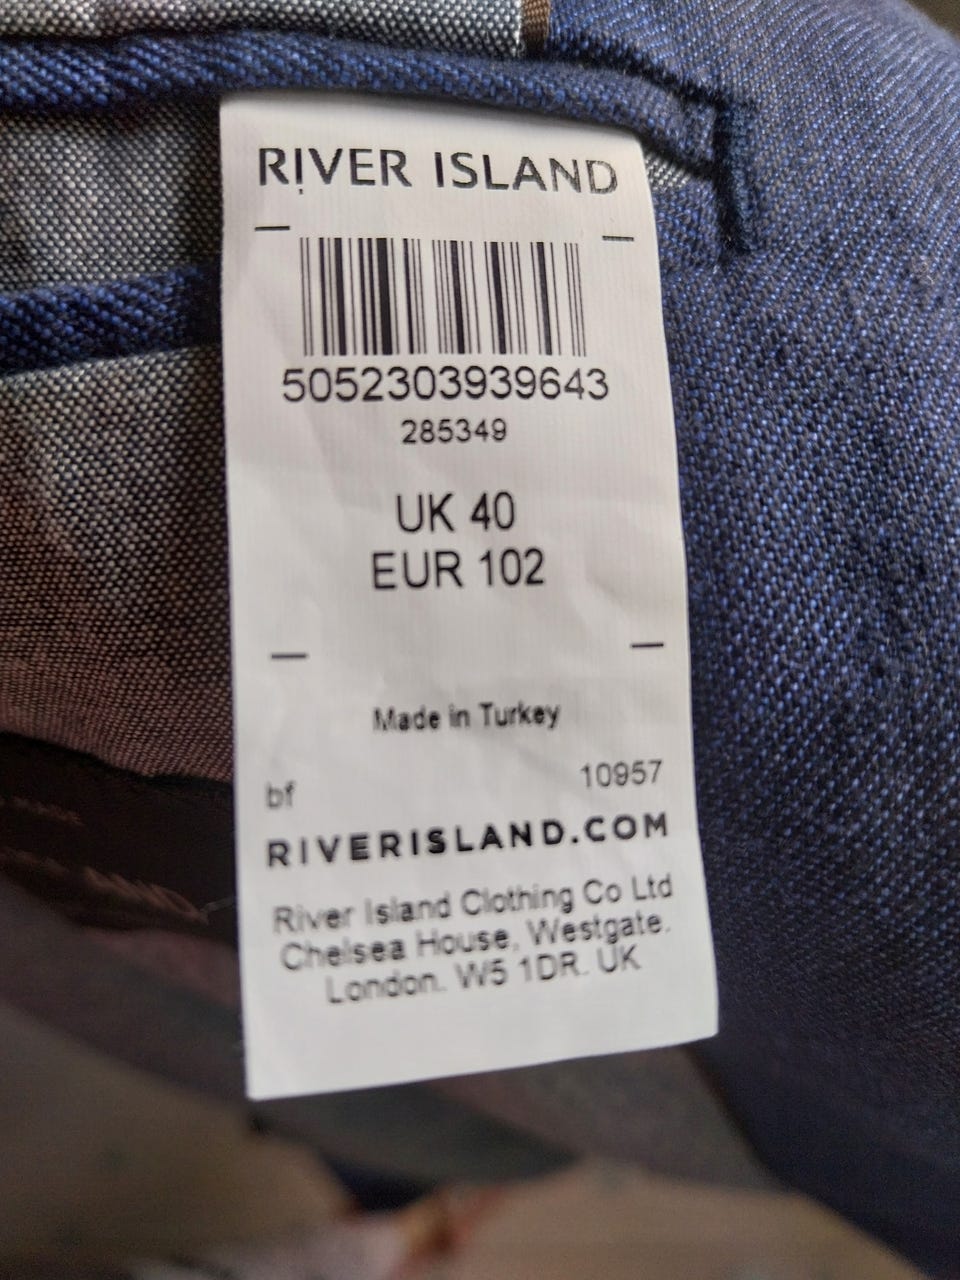 RIVER ISLAND
5052303939643
285349
UK 40
EUR 102
Made in Turkey
bf 10957
RIVERISLAND.COM
River Island Clothing Co Ltd
Chelsea House, Westgate.
London. W5 1DR. UK